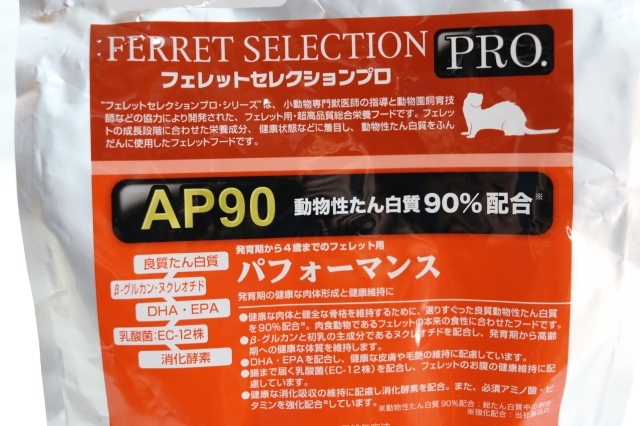 FERRET SELECTION PRO.
フェレットセレクションプロ
"フェレットセレクションプロ・シリーズ"は、小動物専門獣医師の指導と動物園飼育技
師などの協力により開発された、フェレット用・超高品質総合栄養フードです。フェレッ
トの成長段階に合わせた栄養成分、健康状態などに着目し、動物性たん白質をふん
だんに使用したフェレットフードです。
AP90 動物性たん白質90%配合※
発育期から4歳までのフェレット用
パフォーマンス
発育期の健康な肉体形成と健康維持に
良質たん白質
β-グルカン・ヌクレオチド
DHA・EPA
乳酸菌:EC-12株
消化酵素
●健康な肉体と健全な骨格を維持するために、選りすぐった良質動物性たん白質
を90%配合※。肉食動物であるフェレットの本来の食性に合わせたフードです。
●β-グルカンと初乳の主成分であるヌクレオチドを配合し、発育期から高齢
期への健康な体質を維持します。
●DHA・EPAを配合し、健康な皮膚や毛艶の維持に配慮しています。
●腸まで届く乳酸菌(EC-12株)を配合し、フェレットのお腹の健康維持に配
慮しています。
●健康な消化吸収の維持に配慮し消化酵素を配合。また、必須アミノ酸・ビ
タミンを強化配合※しています。
※動物性たん白質90%配合:総たん白質中の割合
※強化配合:当社製品比